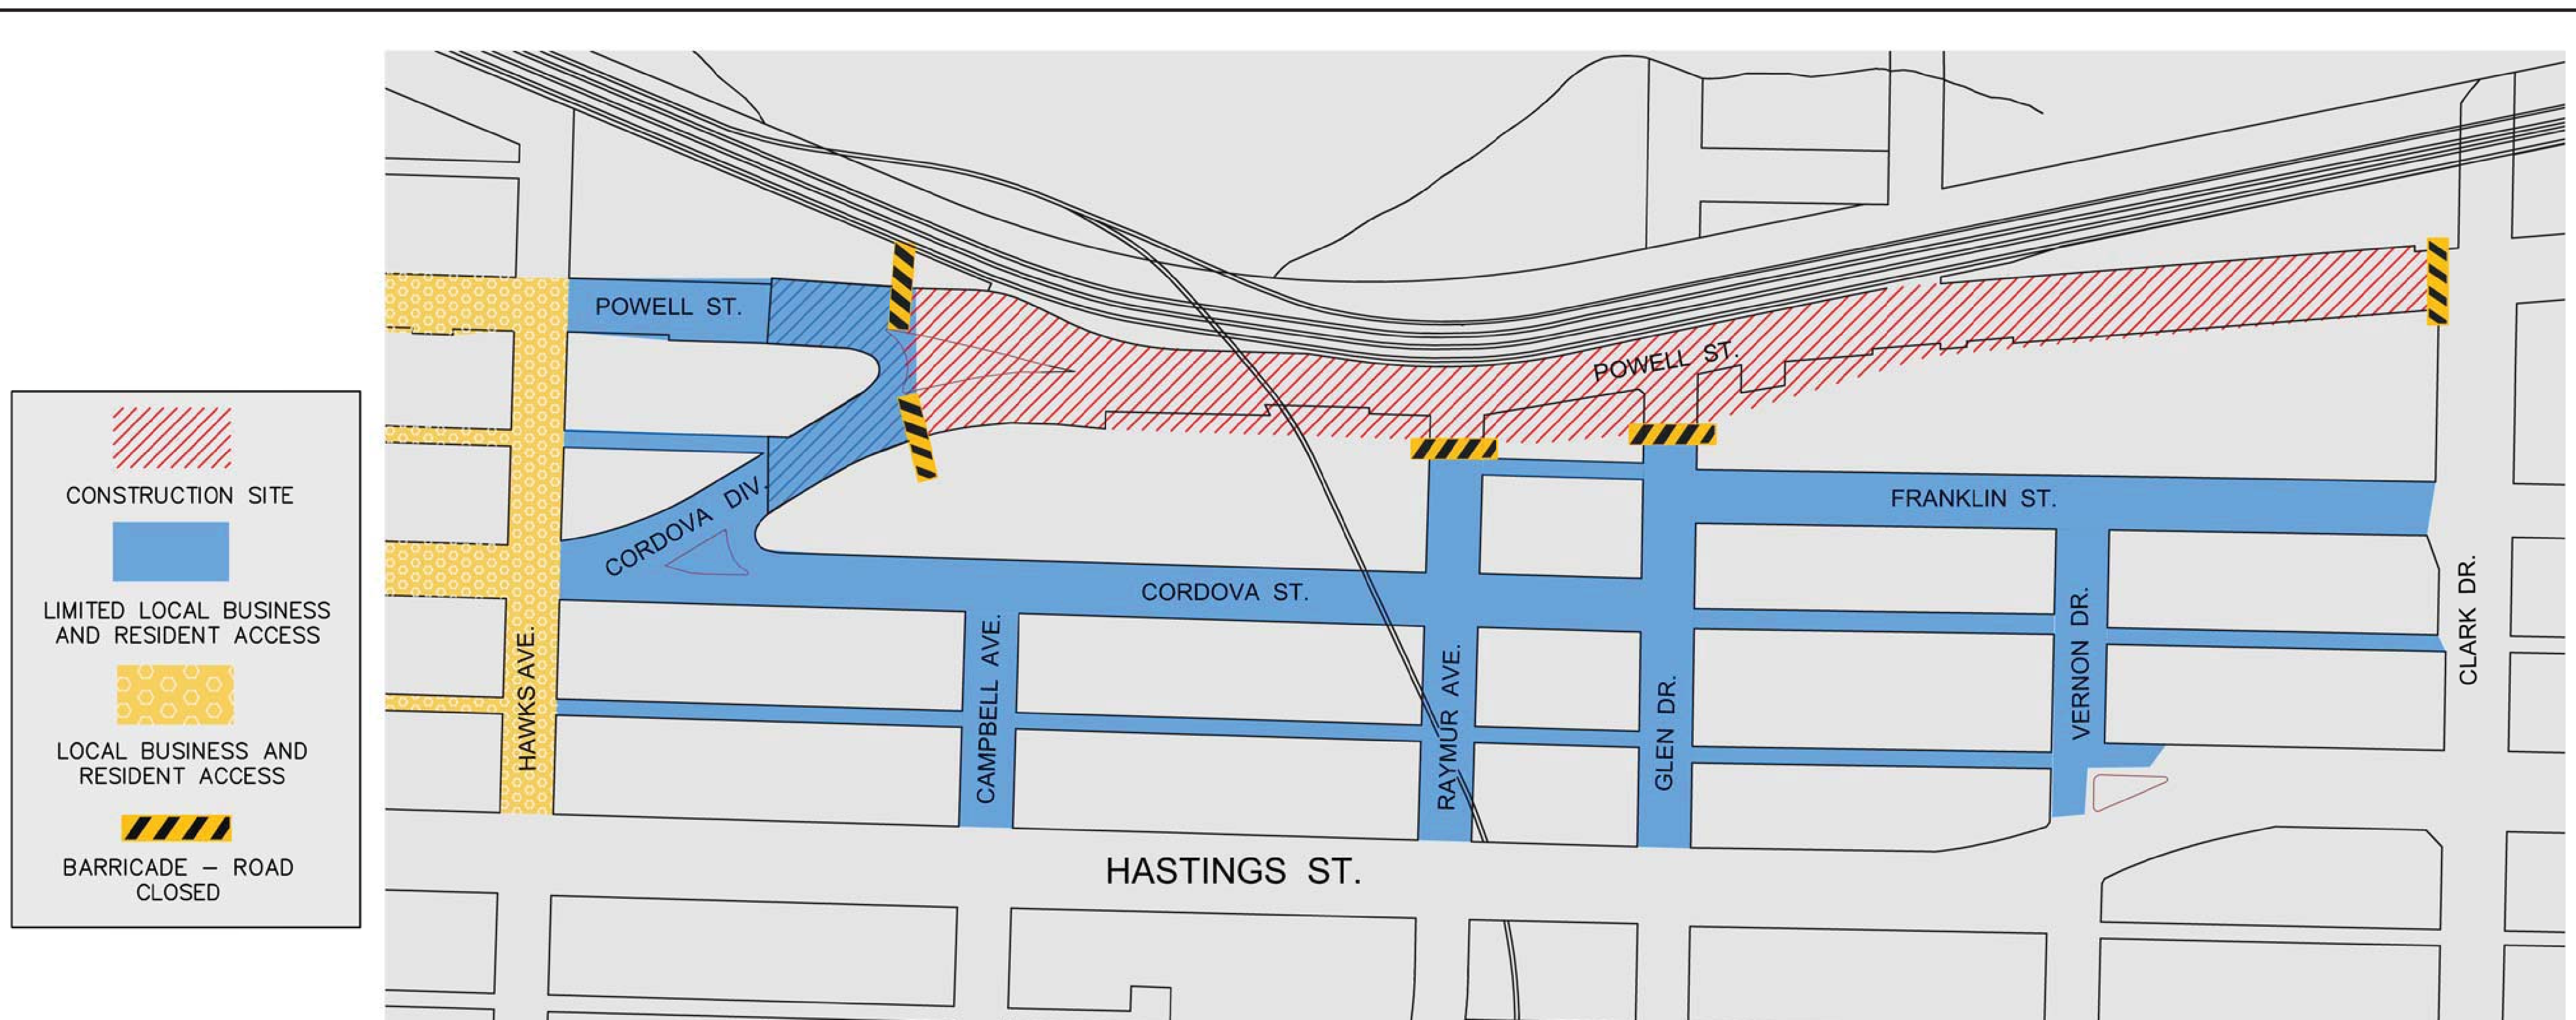 CONSTRUCTION SITE
LIMITED LOCAL BUSINESS
AND RESIDENT ACCESS
LOCAL BUSINESS AND
RESIDENT ACCESS
BARRICADE – ROAD
CLOSED
POWELL ST.
POWELL ST.
CORDOVA DIV.
FRANKLIN ST.
CORDOVA ST.
HAWKS AVE.
CAMPBELL AVE.
RAYMUR AVE.
GLEN DR.
VERNON DR.
CLARK DR.
HASTINGS ST.